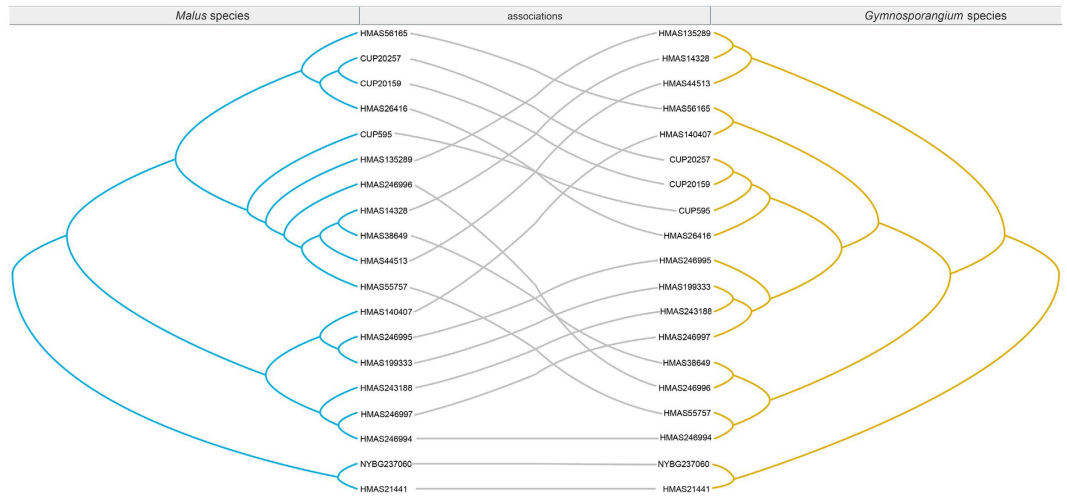 Malus species associations Gymnosporangium species
HMAS56165 HMAS135289
CUP20257 HMAS14328
CUP20159 HMAS44513
HMAS26416 HMAS56165
CUP595 HMAS140407
HMAS135289 CUP20257
HMAS246996 CUP20159
HMAS14328 CUP595
HMAS38649 HMAS26416
HMAS44513 HMAS246995
HMAS55757 HMAS199333
HMAS140407 HMAS243188
HMAS246995 HMAS246997
HMAS199333 HMAS38649
HMAS243188 HMAS246996
HMAS246997 HMAS55757
HMAS246994 HMAS246994
NYBG237060 NYBG237060
HMAS21441 HMAS21441